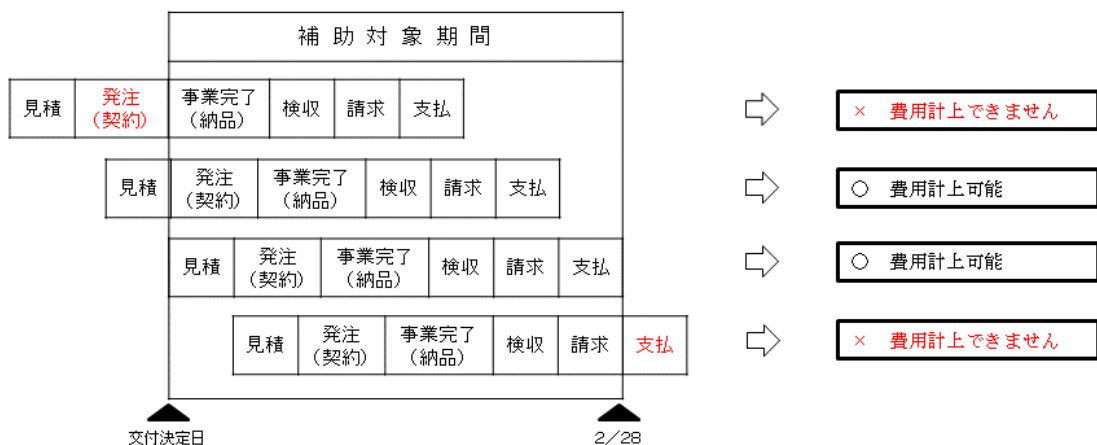 補助対象期間
見積 発注 事業完了 検収 請求 支払 × 費用計上できません
(契約) (納品)
見積 発注 事業完了 検収 請求 支払 ○ 費用計上可能
(契約) (納品)
見積 発注 事業完了 検収 請求 支払 ○ 費用計上可能
(契約) (納品)
見積 発注 事業完了 検収 請求 支払 × 費用計上できません
(契約) (納品)
交付決定日 2/28